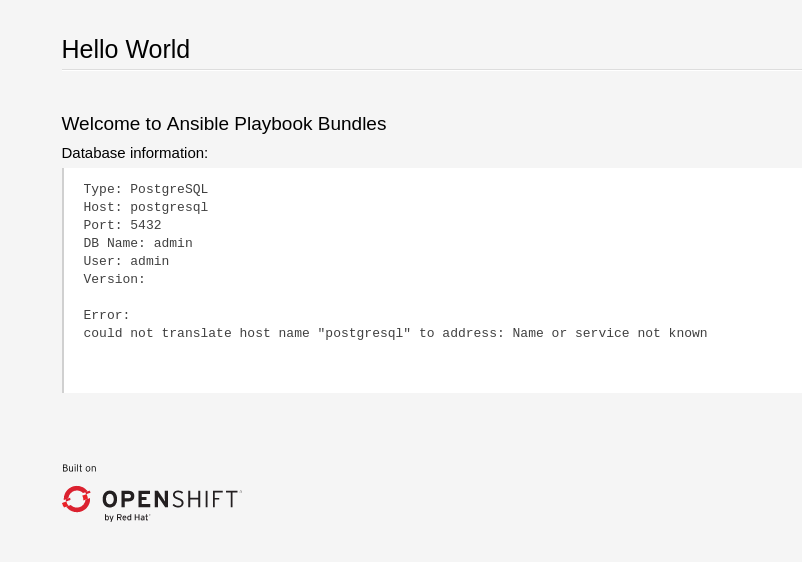 Hello World
Welcome to Ansible Playbook Bundles
Database information:
Type: PostgreSQL
Host: postgresql
Port: 5432
DB Name: admin
User: admin
Version:
Error:
could not translate host name "postgresql" to address: Name or service not known
Built on
OPENSHIFT
by Red Hat